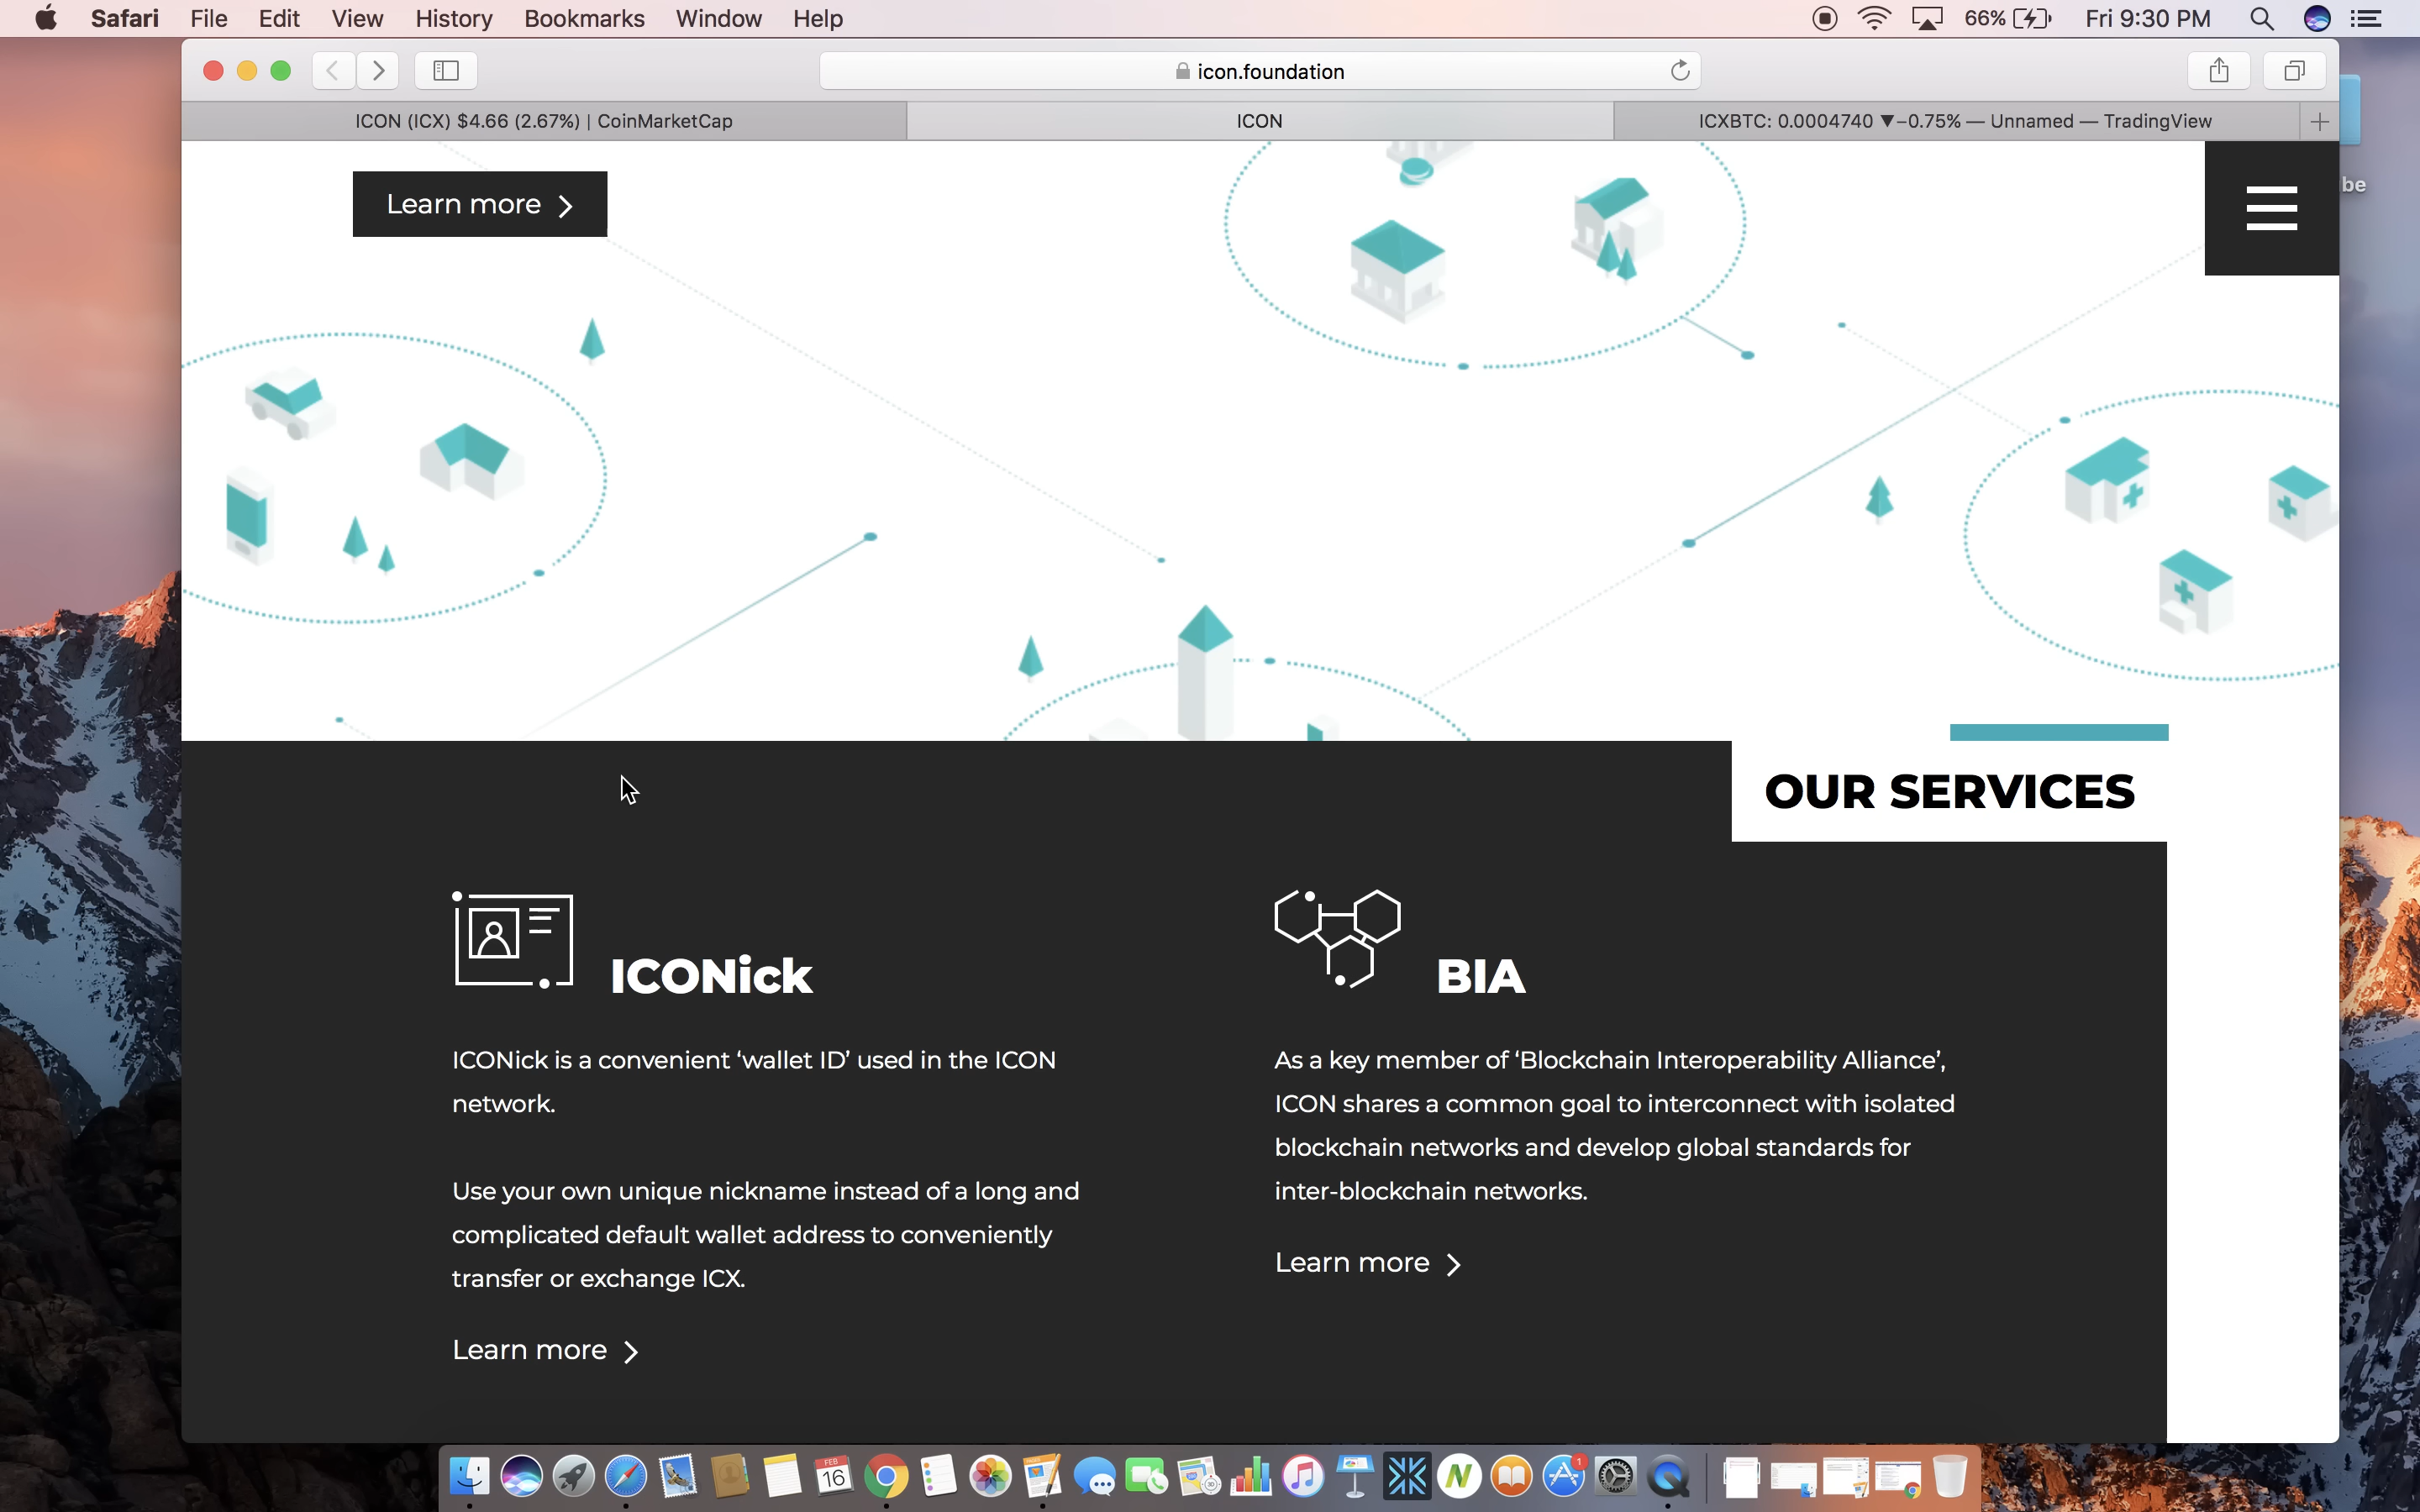 Safari File Edit View History Bookmarks Window Help 66% Fri 9:30 PM
icon.foundation
ICON (ICX) $4.66 (2.67%) | CoinMarketCap ICON ICXBTC: 0.0004740 ▼−0.75% — Unnamed — TradingView
be
Learn more
OUR SERVICES
ICONick
ICONick is a convenient ‘wallet ID’ used in the ICON
network.
Use your own unique nickname instead of a long and
complicated default wallet address to conveniently
transfer or exchange ICX.
Learn more
BIA
As a key member of ‘Blockchain Interoperability Alliance’,
ICON shares a common goal to interconnect with isolated
blockchain networks and develop global standards for
inter-blockchain networks.
Learn more
FEB
16
1